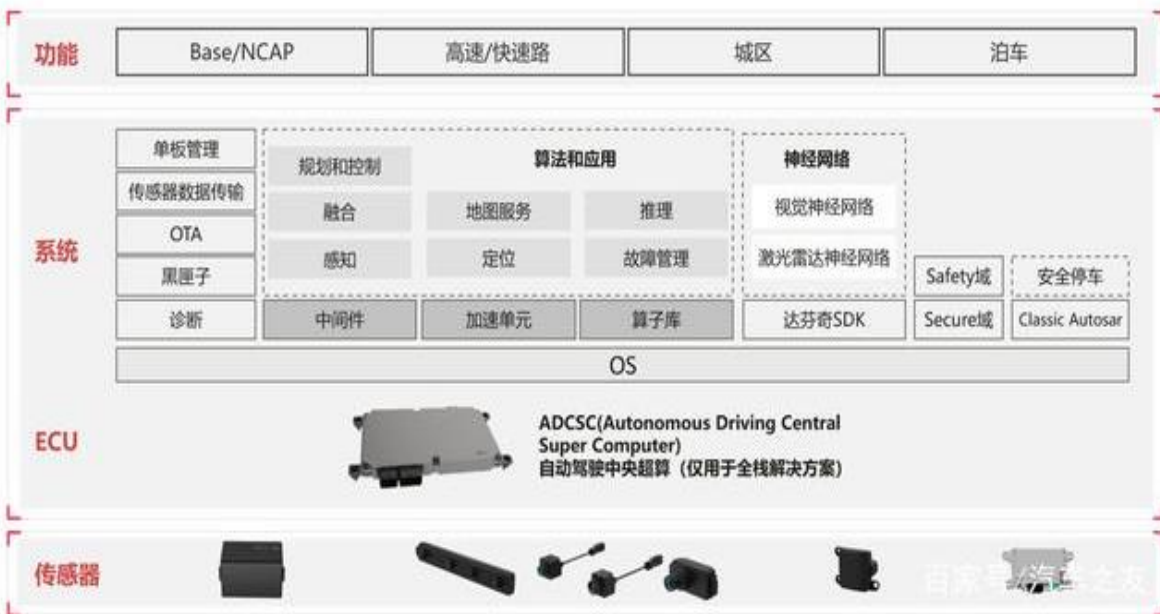 功能
Base/NCAP
高速/快速路
城区
泊车
系统
单板管理
传感器数据传输
OTA
黑匣子
诊断
算法和应用
规划和控制
融合
地图服务
推理
感知
定位
故障管理
中间件
加速单元
算子库
神经网络
视觉神经网络
激光雷达神经网络
达芬奇SDK
Safety域
安全停车
Secure域
Classic Autosar
OS
ECU
ADCSC(Autonomous Driving Central
Super Computer)
自动驾驶中央超算（仅用于全栈解决方案）
传感器
百家号/汽车之友